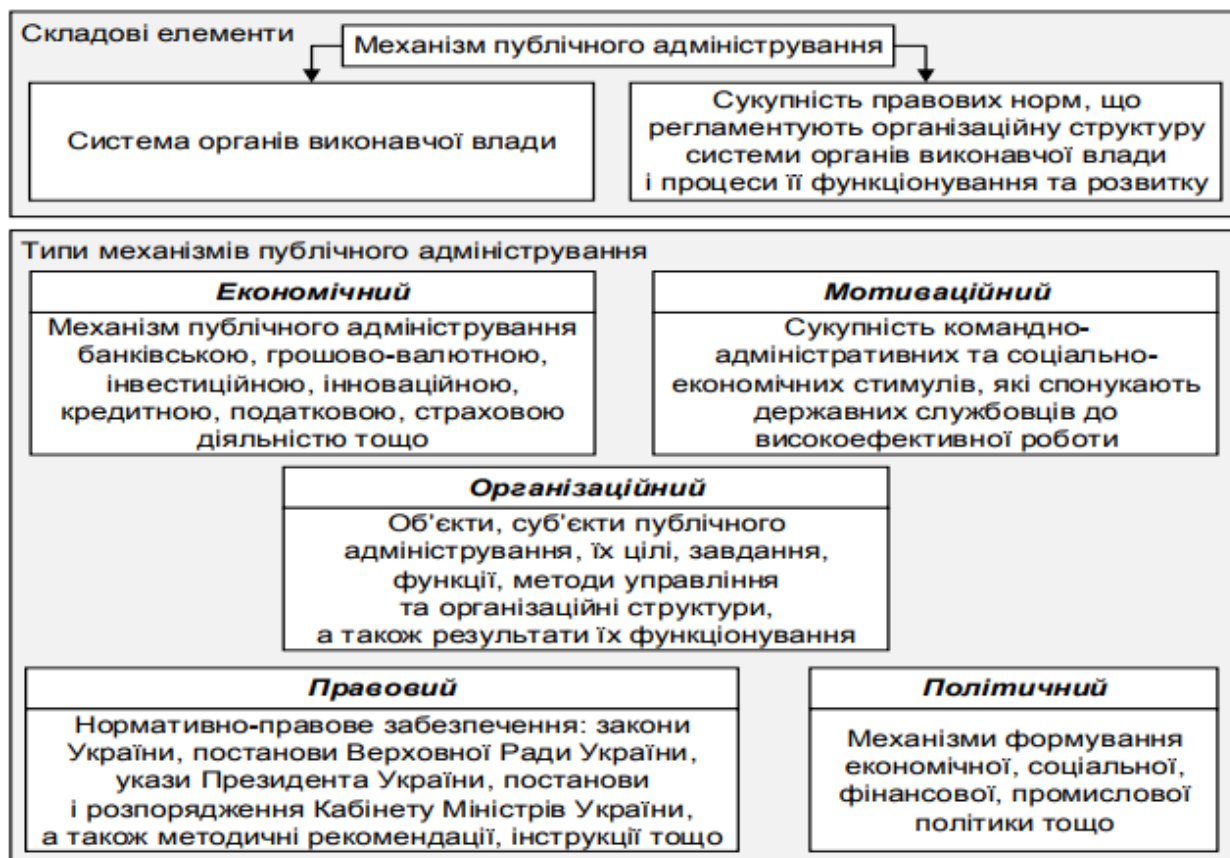 Складові елементи
Механізм публічного адміністрування
Система органів виконавчої влади
Сукупність правових норм, що
регламентують організаційну структуру
системи органів виконавчої влади
і процеси її функціонування та розвитку
Типи механізмів публічного адміністрування
Економічний
Механізм публічного адміністрування
банківською, грошово-валютною,
інвестиційною, інноваційною,
кредитною, податковою, страховою
діяльністю тощо
Мотиваційний
Сукупність командно-
адміністративних та соціально-
економічних стимулів, які спонукають
державних службовців до
високоефективної роботи
Організаційний
Об'єкти, суб'єкти публічного
адміністрування, їх цілі, завдання,
функції, методи управління
та організаційні структури,
а також результати їх функціонування
Правовий
Нормативно-правове забезпечення: закони
України, постанови Верховної Ради України,
укази Президента України, постанови
і розпорядження Кабінету Міністрів України,
а також методичні рекомендації, інструкції тощо
Політичний
Механізми формування
економічної, соціальної,
фінансової, промислової
політики тощо